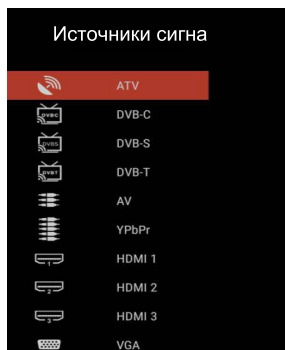 Источники сигна
ATV
DVB-C
DVB-S
DVB-T
AV
YPbPr
HDMI 1
HDMI 2
HDMI 3
VGA